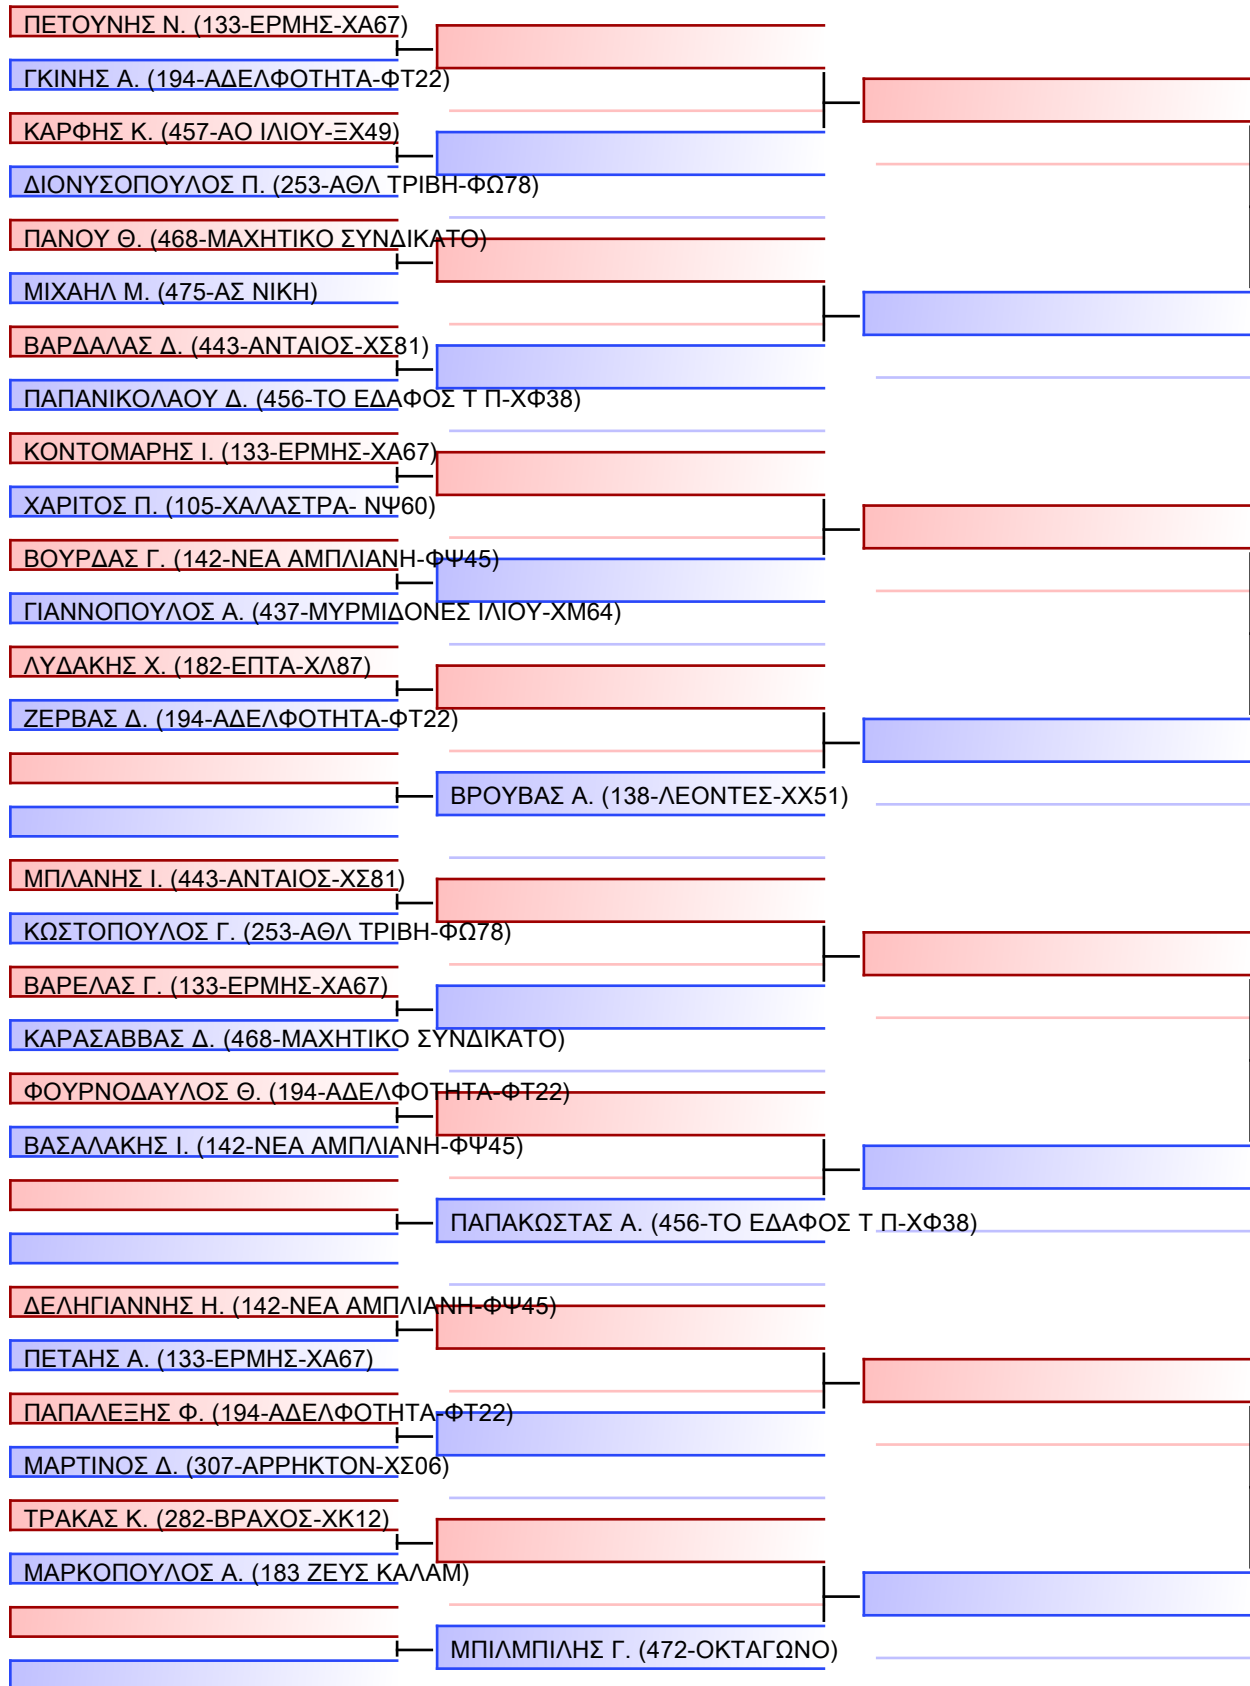 ΠΕΤΟΥΝΗΣ Ν. (133-ΕΡΜΗΣ-ΧΑ67)
ΓΚΙΝΗΣ Α. (194-ΑΔΕΛΦΟΤΗΤΑ-ΦΤ22)
ΚΑΡΦΗΣ Κ. (457-ΑΟ ΙΛΙΟΥ-ΞΧ49)
ΔΙΟΝΥΣΟΠΟΥΛΟΣ Π. (253-ΑΘΛ ΤΡΙΒΗ-ΦΩ78)
ΠΑΝΟΥ Θ. (468-ΜΑΧΗΤΙΚΟ ΣΥΝΔΙΚΑΤΟ)
ΜΙΧΑΗΛ Μ. (475-ΑΣ ΝΙΚΗ)
ΒΑΡΔΑΛΑΣ Δ. (443-ΑΝΤΑΙΟΣ-ΧΣ81)
ΠΑΠΑΝΙΚΟΛΑΟΥ Δ. (456-ΤΟ ΕΔΑΦΟΣ Τ Π-ΧΦ38)
ΚΟΝΤΟΜΑΡΗΣ Ι. (133-ΕΡΜΗΣ-ΧΑ67)
ΧΑΡΙΤΟΣ Π. (105-ΧΑΛΑΣΤΡΑ- ΝΨ60)
ΒΟΥΡΔΑΣ Γ. (142-ΝΕΑ ΑΜΠΛΙΑΝΗ-ΦΨ45)
ΓΙΑΝΝΟΠΟΥΛΟΣ Α. (437-ΜΥΡΜΙΔΟΝΕΣ ΙΛΙΟΥ-ΧΜ64)
ΛΥΔΑΚΗΣ Χ. (182-ΕΠΤΑ-ΧΛ87)
ΖΕΡΒΑΣ Δ. (194-ΑΔΕΛΦΟΤΗΤΑ-ΦΤ22)
ΒΡΟΥΒΑΣ Α. (138-ΛΕΟΝΤΕΣ-ΧΧ51)
ΜΠΛΑΝΗΣ Ι. (443-ΑΝΤΑΙΟΣ-ΧΣ81)
ΚΩΣΤΟΠΟΥΛΟΣ Γ. (253-ΑΘΛ ΤΡΙΒΗ-ΦΩ78)
ΒΑΡΕΛΑΣ Γ. (133-ΕΡΜΗΣ-ΧΑ67)
ΚΑΡΑΣΑΒΒΑΣ Δ. (468-ΜΑΧΗΤΙΚΟ ΣΥΝΔΙΚΑΤΟ)
ΦΟΥΡΝΟΔΑΥΛΟΣ Θ. (194-ΑΔΕΛΦΟΤΗΤΑ-ΦΤ22)
ΒΑΣΑΛΑΚΗΣ Ι. (142-ΝΕΑ ΑΜΠΛΙΑΝΗ-ΦΨ45)
ΠΑΠΑΚΩΣΤΑΣ Α. (456-ΤΟ ΕΔΑΦΟΣ Τ Π-ΧΦ38)
ΔΕΛΗΓΙΑΝΝΗΣ Η. (142-ΝΕΑ ΑΜΠΛΙΑΝΗ-ΦΨ45)
ΠΕΤΑΗΣ Α. (133-ΕΡΜΗΣ-ΧΑ67)
ΠΑΠΑΛΕΞΗΣ Φ. (194-ΑΔΕΛΦΟΤΗΤΑ-ΦΤ22)
ΜΑΡΤΙΝΟΣ Δ. (307-ΑΡΡΗΚΤΟΝ-ΧΣ06)
ΤΡΑΚΑΣ Κ. (282-ΒΡΑΧΟΣ-ΧΚ12)
ΜΑΡΚΟΠΟΥΛΟΣ Α. (183 ΖΕΥΣ ΚΑΛΑΜ)
ΜΠΙΛΜΠΙΛΗΣ Γ. (472-ΟΚΤΑΓΩΝΟ)